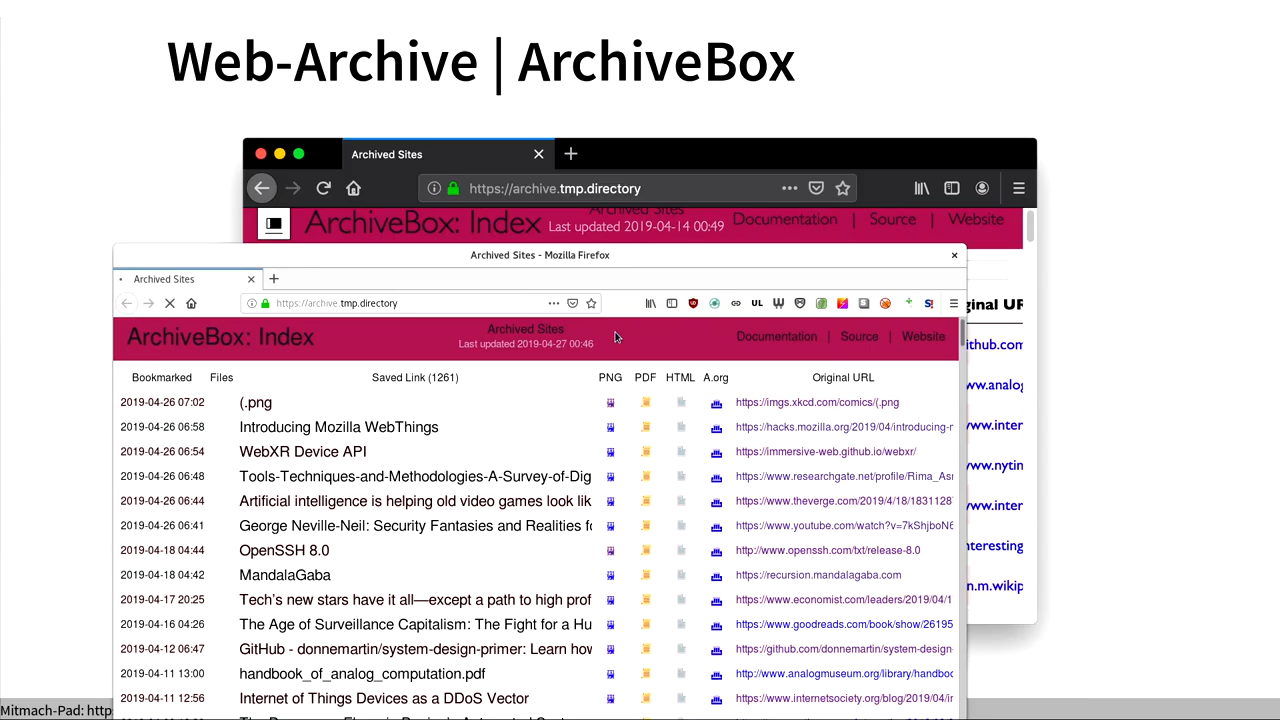 Web-Archive | ArchiveBox
Archived Sites
https://archive.tmp.directory
ArchiveBox: Index
Archived Sites
Last updated 2019-04-14 00:49
Documentation | Source | Website
Archived Sites - Mozilla Firefox
Archived Sites
https://archive.tmp.directory
UL
S!
ArchiveBox: Index
Archived Sites
Last updated 2019-04-27 00:46
Documentation | Source | Website
Bookmarked Files Saved Link (1261) PNG PDF HTML A.org Original URL
2019-04-26 07:02 (.png https://imgs.xkcd.com/comics/(.png
2019-04-26 06:58 Introducing Mozilla WebThings https://hacks.mozilla.org/2019/04/introducing-
2019-04-26 06:54 WebXR Device API https://immersive-web.github.io/webxr/
2019-04-26 06:48 Tools-Techniques-and-Methodologies-A-Survey-of-Dig https://www.researchgate.net/profile/Rima_As
2019-04-26 06:44 Artificial intelligence is helping old video games look lik https://www.theverge.com/2019/4/18/1831128
2019-04-26 06:41 George Neville-Neil: Security Fantasies and Realities fo https://www.youtube.com/watch?v=7kShjboN6
2019-04-18 04:44 OpenSSH 8.0 http://www.openssh.com/txt/release-8.0
2019-04-18 04:42 MandalaGaba https://recursion.mandalagaba.com
2019-04-17 20:25 Tech's new stars have it all—except a path to high prof https://www.economist.com/leaders/2019/04/1
2019-04-16 04:26 The Age of Surveillance Capitalism: The Fight for a Hu https://www.goodreads.com/book/show/26195
2019-04-12 06:47 GitHub - donnemartin/system-design-primer: Learn how https://github.com/donnemartin/system-design-
2019-04-11 13:00 handbook_of_analog_computation.pdf http://www.analogmuseum.org/library/handboo
2019-04-11 12:56 Internet of Things Devices as a DDoS Vector https://www.internetsociety.org/blog/2019/04/ir
ginal UR
ithub.com
ww.analog
ww.inter
ww.nytin
ww.inter
nteresting
n.m.wikip
Mitmach-Pad: http